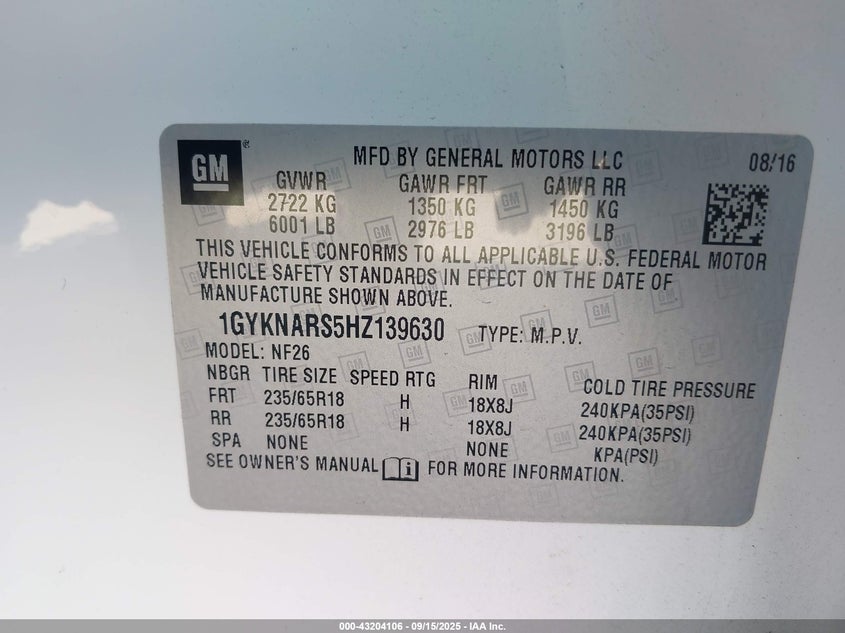 GM ®
MFD BY GENERAL MOTORS LLC 08/16
GVWR GAWR FRT GAWR RR
2722 KG 1350 KG 1450 KG
6001 LB 2976 LB 3196 LB
THIS VEHICLE CONFORMS TO ALL APPLICABLE U.S. FEDERAL MOTOR
VEHICLE SAFETY STANDARDS IN EFFECT ON THE DATE OF
MANUFACTURE SHOWN ABOVE.
1GYKNARS5HZ139630 TYPE: M.P.V.
MODEL: NF26
NBGR TIRE SIZE SPEED RTG RIM COLD TIRE PRESSURE
FRT 235/65R18 H 18X8J 240KPA(35PSI)
RR 235/65R18 H 18X8J 240KPA(35PSI)
SPA NONE NONE KPA(PSI)
SEE OWNER'S MANUAL FOR MORE INFORMATION.
000-43204106 - 09/15/2025 - IAA Inc.